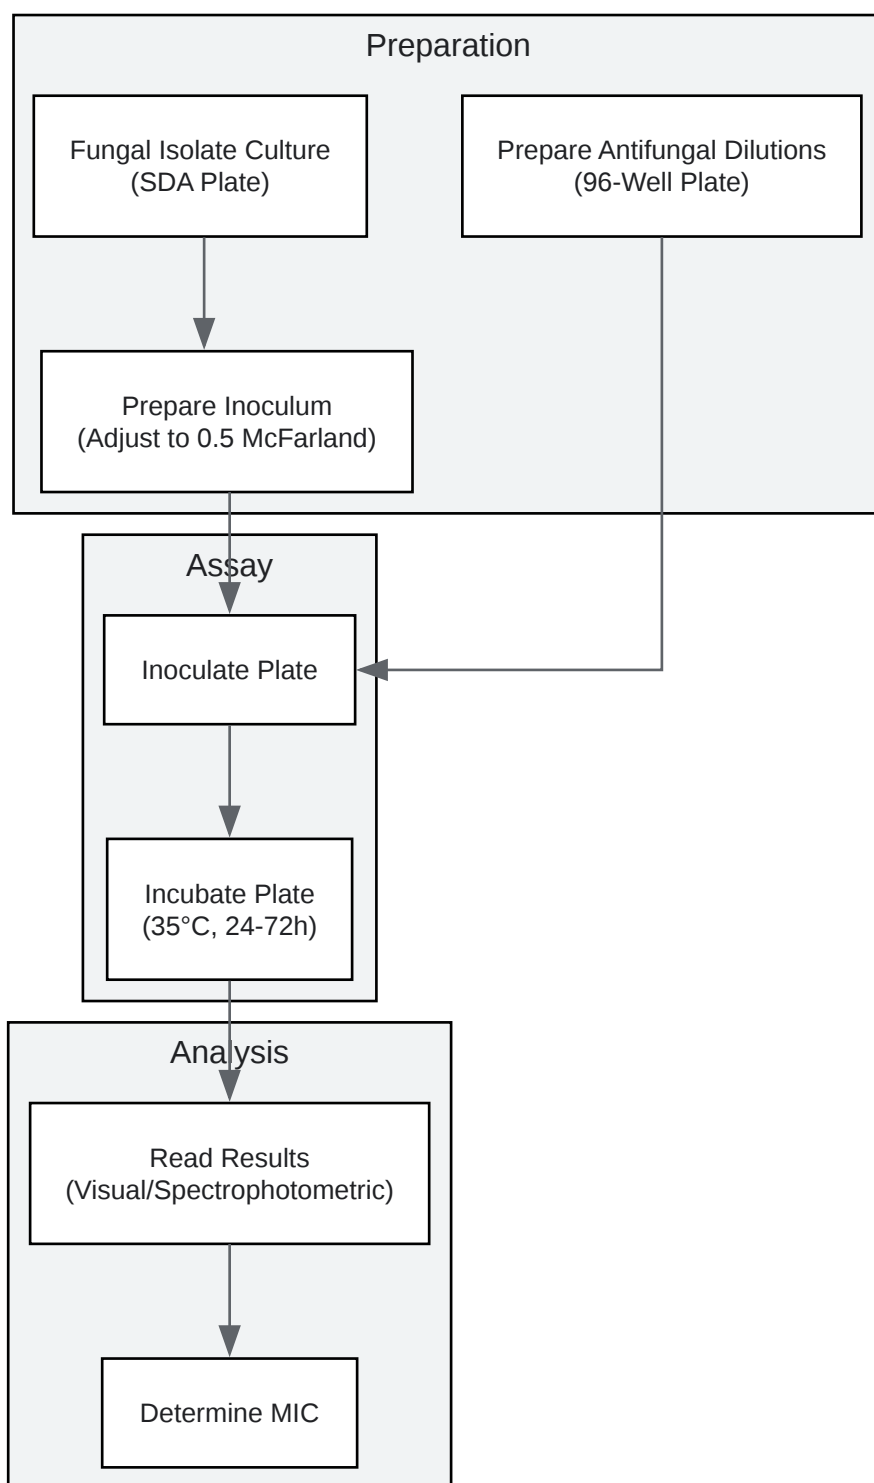 Preparation
Fungal Isolate Culture
(SDA Plate)
Prepare Antifungal Dilutions
(96-Well Plate)
Prepare Inoculum
(Adjust to 0.5 McFarland)
Assay
Inoculate Plate
Incubate Plate
(35°C, 24-72h)
Analysis
Read Results
(Visual/Spectrophotometric)
Determine MIC